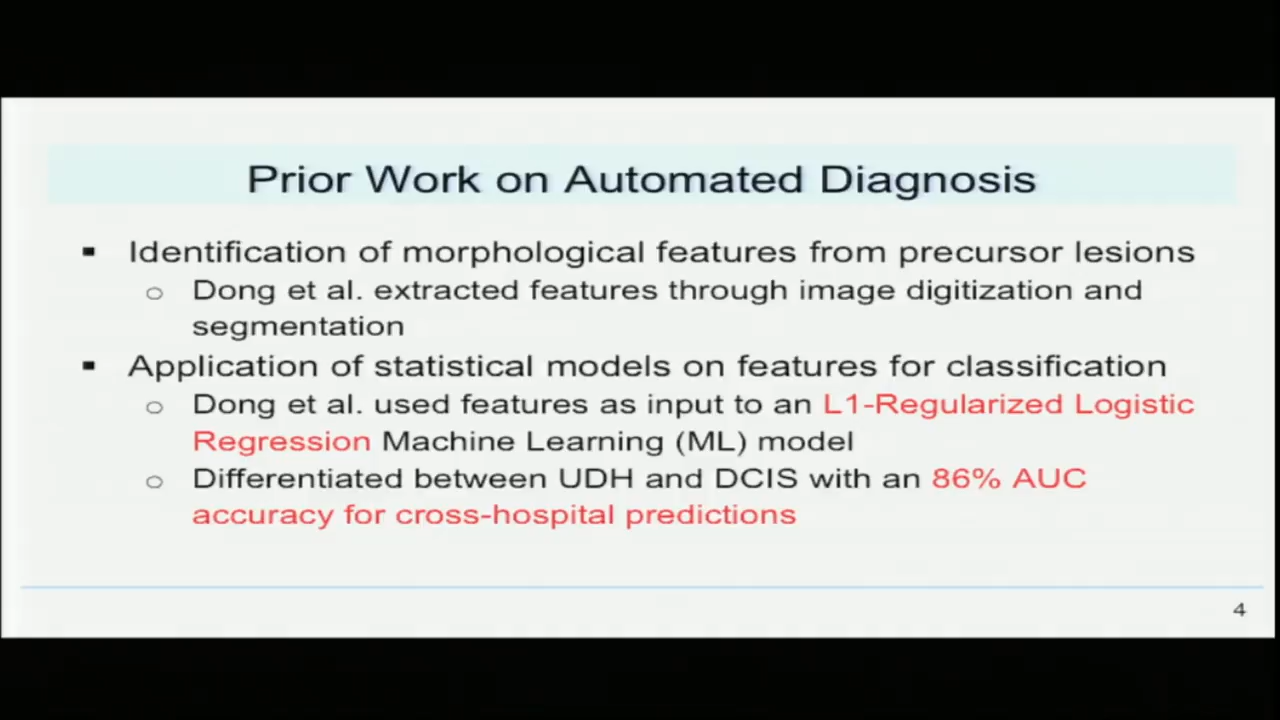 Prior Work on Automated Diagnosis
▪ Identification of morphological features from precursor lesions
○ Dong et al. extracted features through image digitization and
segmentation
▪ Application of statistical models on features for classification
○ Dong et al. used features as input to an L1-Regularized Logistic
Regression Machine Learning (ML) model
○ Differentiated between UDH and DCIS with an 86% AUC
accuracy for cross-hospital predictions
4